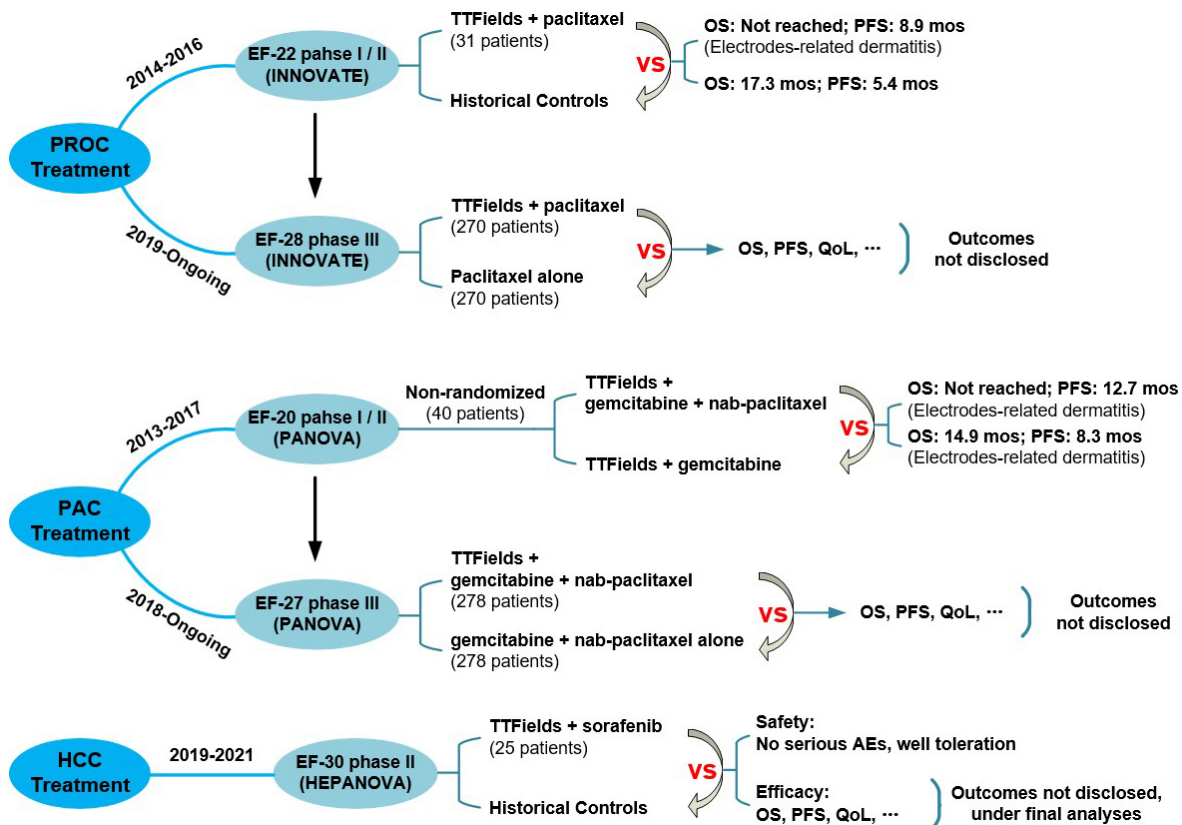 PROC
Treatment
2014-2016
EF-22 pahse I / II
(INNOVATE)
TTFields + paclitaxel
(31 patients)
Historical Controls
VS
OS: Not reached; PFS: 8.9 mos
(Electrodes-related dermatitis)
OS: 17.3 mos; PFS: 5.4 mos
2019-Ongoing
EF-28 phase III
(INNOVATE)
TTFields + paclitaxel
(270 patients)
Paclitaxel alone
(270 patients)
VS
OS, PFS, QoL, ···
Outcomes
not disclosed
PAC
Treatment
2013-2017
EF-20 pahse I / II
(PANOVA)
Non-randomized
(40 patients)
TTFields +
gemcitabine + nab-paclitaxel
TTFields + gemcitabine
VS
OS: Not reached; PFS: 12.7 mos
(Electrodes-related dermatitis)
OS: 14.9 mos; PFS: 8.3 mos
(Electrodes-related dermatitis)
2018-Ongoing
EF-27 phase III
(PANOVA)
TTFields +
gemcitabine + nab-paclitaxel
(278 patients)
gemcitabine + nab-paclitaxel alone
(278 patients)
VS
OS, PFS, QoL, ···
Outcomes
not disclosed
HCC
Treatment
2019-2021
EF-30 phase II
(HEPANOVA)
TTFields + sorafenib
(25 patients)
Historical Controls
VS
Safety:
No serious AEs, well toleration
Efficacy:
OS, PFS, QoL, ···
Outcomes not disclosed,
under final analyses